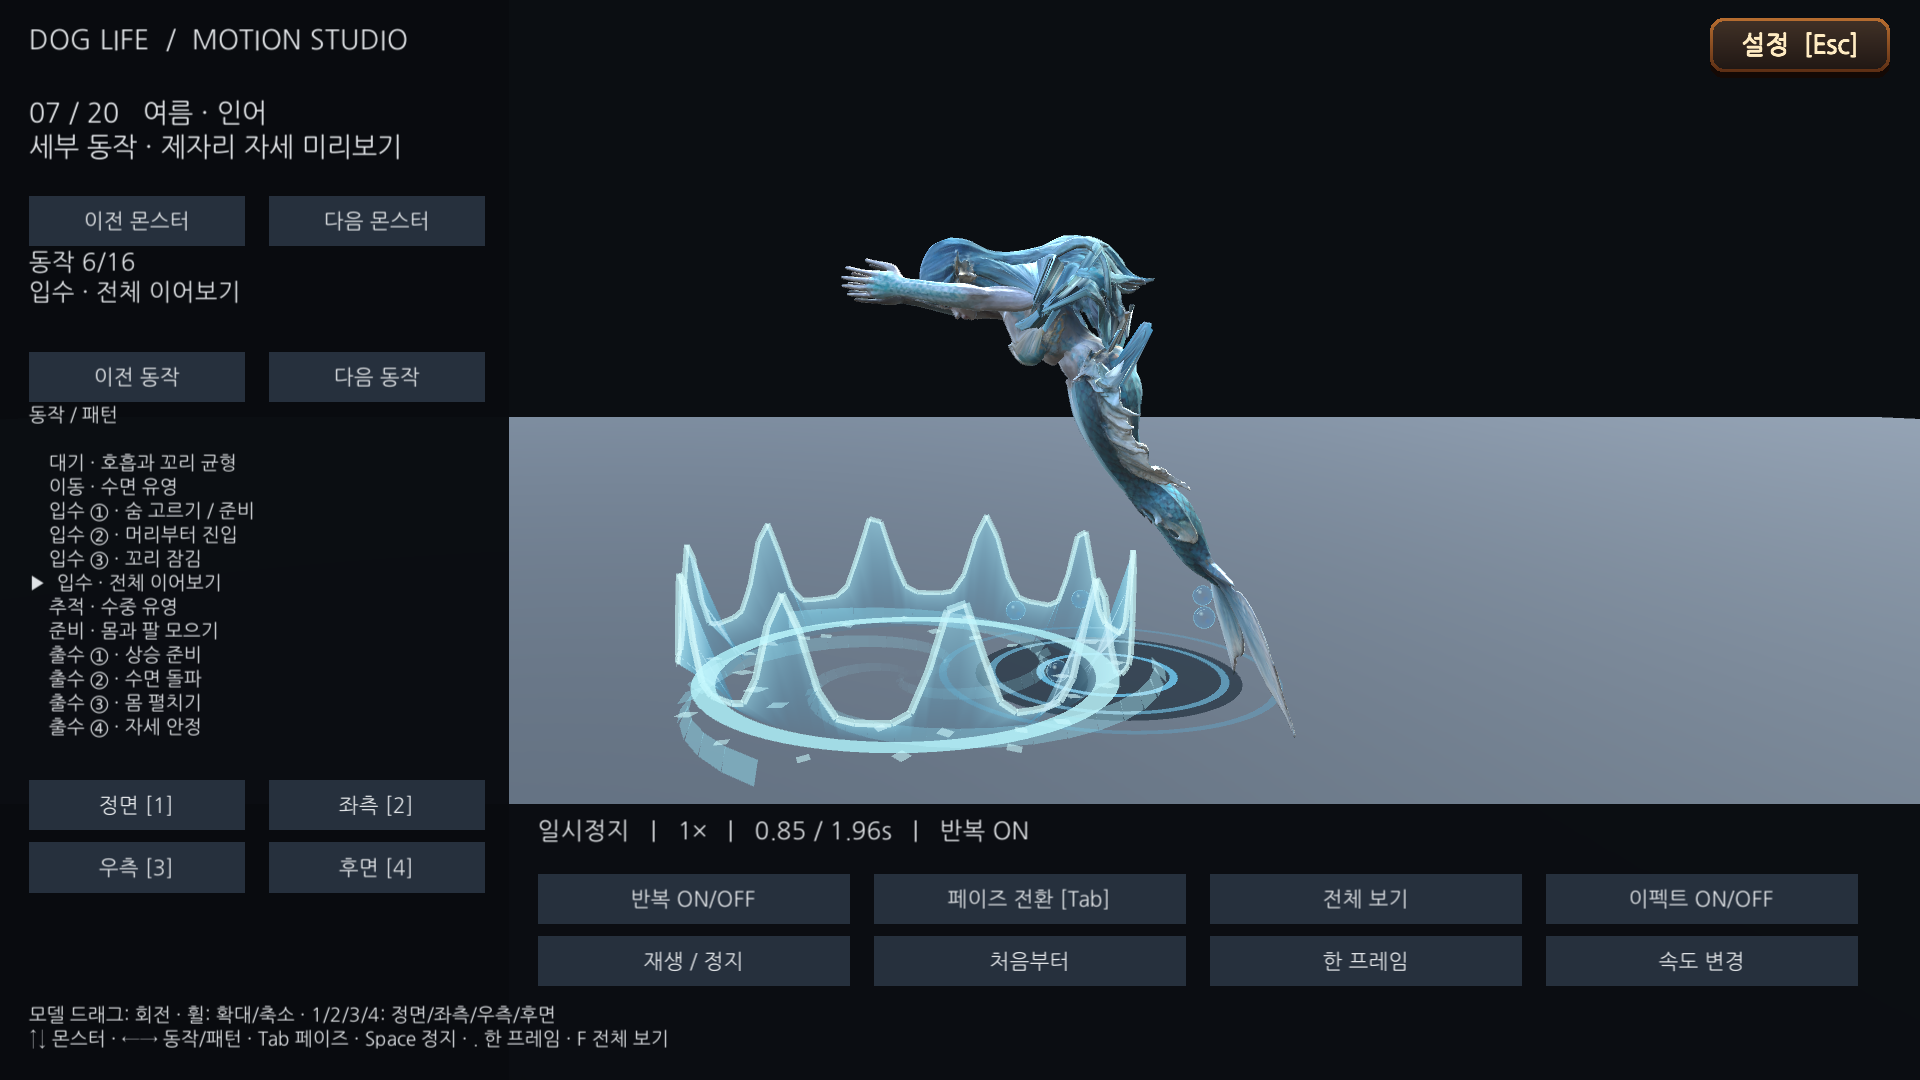 DOG LIFE / MOTION STUDIO
설정 [Esc]
07 / 20 여름 · 인어
세부 동작 · 제자리 자세 미리보기
이전 몬스터
다음 몬스터
동작 6/16
입수 · 전체 이어보기
이전 동작
다음 동작
동작 / 패턴
대기 · 호흡과 꼬리 균형
이동 · 수면 유영
입수 ① · 숨 고르기 / 준비
입수 ② · 머리부터 진입
입수 ③ · 꼬리 잠김
▶ 입수 · 전체 이어보기
추적 · 수중 유영
준비 · 몸과 팔 모으기
출수 ① · 상승 준비
출수 ② · 수면 돌파
출수 ③ · 몸 펼치기
출수 ④ · 자세 안정
정면 [1]
좌측 [2]
우측 [3]
후면 [4]
일시정지 | 1× | 0.85 / 1.96s | 반복 ON
반복 ON/OFF
페이즈 전환 [Tab]
전체 보기
이펙트 ON/OFF
재생 / 정지
처음부터
한 프레임
속도 변경
모델 드래그: 회전 · 휠: 확대/축소 · 1/2/3/4: 정면/좌측/우측/후면
↑↓ 몬스터 · ←→ 동작/패턴 · Tab 페이즈 · Space 정지 · . 한 프레임 · F 전체 보기